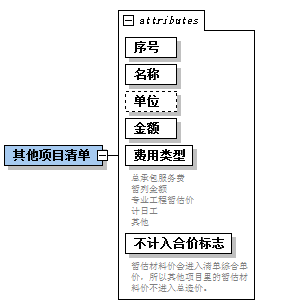 attributes
序号
名称
单位
金额
其他项目清单
费用类型
总承包服务费
暂列金额
专业工程暂估价
计日工
其他
不计入合价标志
暂估材料价会进入清单综合单
价，所以其他项目里的暂估材
料价不进入总造价。